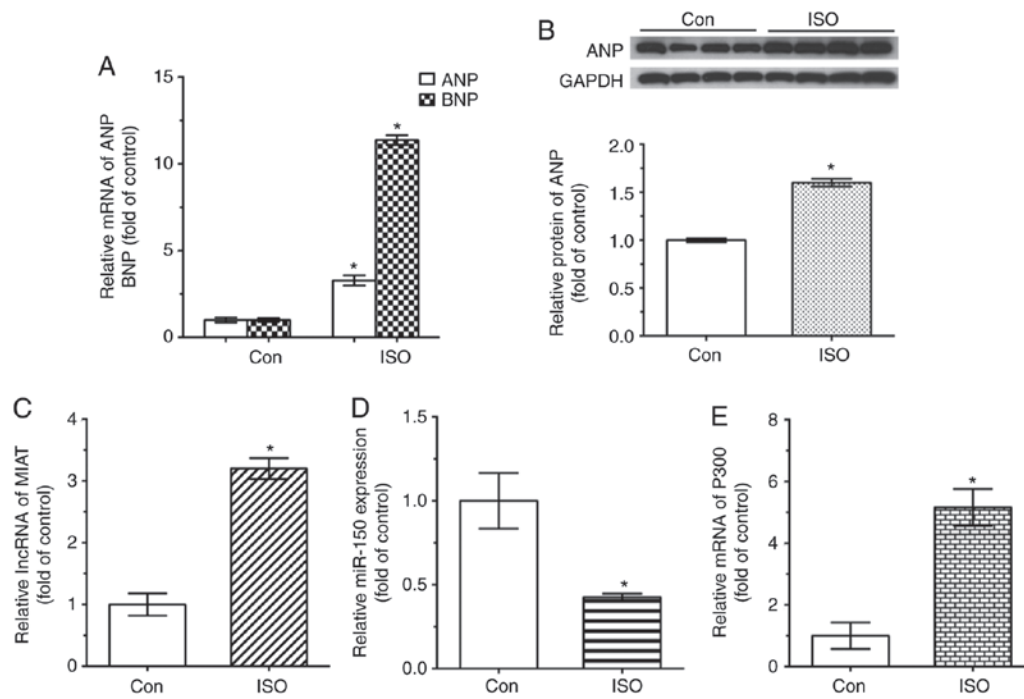 A
Relative mRNA of ANP
BNP (fold of control)
15
10
5
0
ANP
BNP
*
*
Con
ISO
B
Con
ISO
ANP
GAPDH
Relative protein of ANP
(fold of control)
2.0
1.5
1.0
0.5
0.0
*
Con
ISO
C
Relative lncRNA of MIAT
(fold of control)
4
3
2
1
0
*
Con
ISO
D
Relative miR-150 expression
(fold of control)
1.5
1.0
0.5
0.0
*
Con
ISO
E
Relative mRNA of P300
(fold of control)
8
6
4
2
0
*
Con
ISO